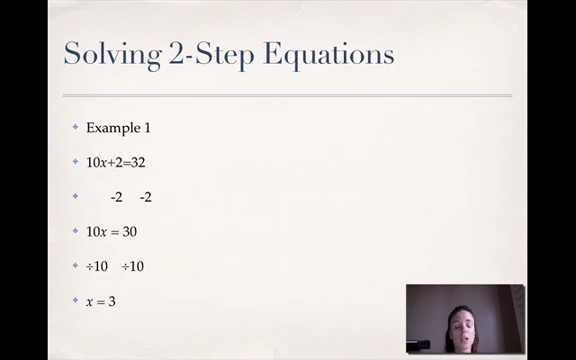 Solving 2-Step Equations
Example 1
10x+2=32
-2 -2
10x = 30
÷10 ÷10
x = 3